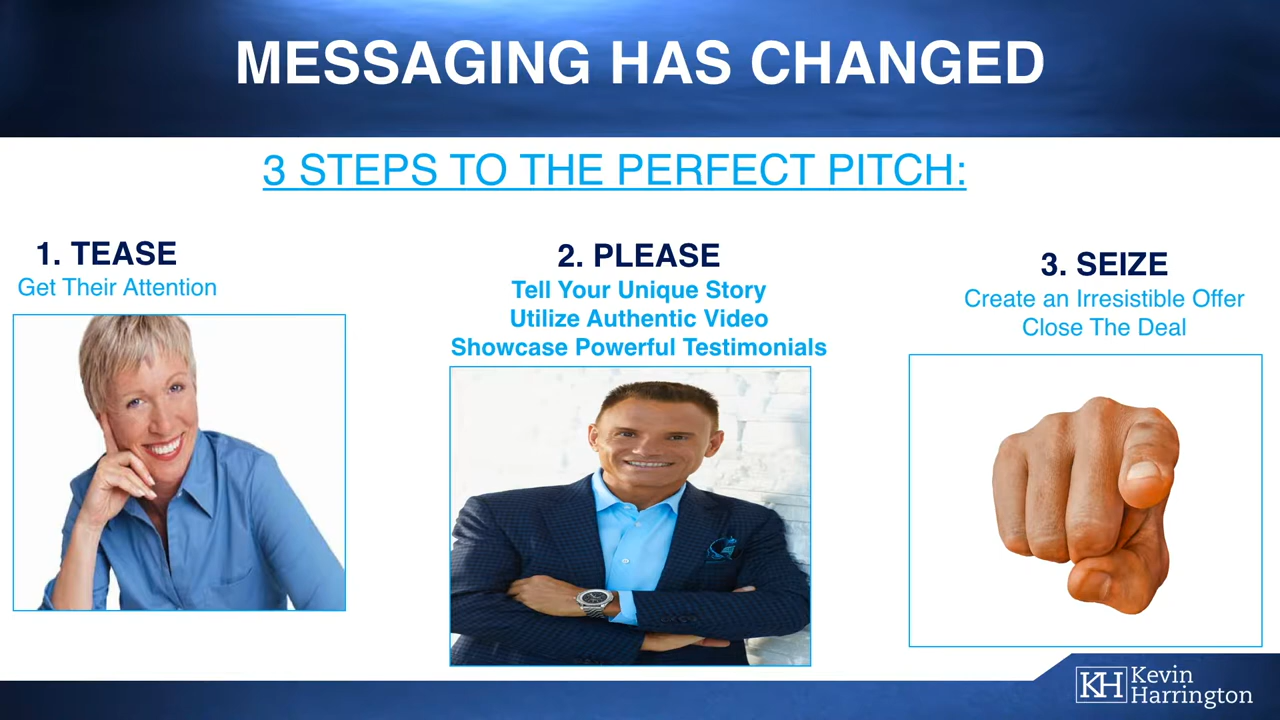 MESSAGING HAS CHANGED
3 STEPS TO THE PERFECT PITCH:
1. TEASE
Get Their Attention
2. PLEASE
Tell Your Unique Story
Utilize Authentic Video
Showcase Powerful Testimonials
3. SEIZE
Create an Irresistible Offer
Close The Deal
KH
Kevin
Harrington